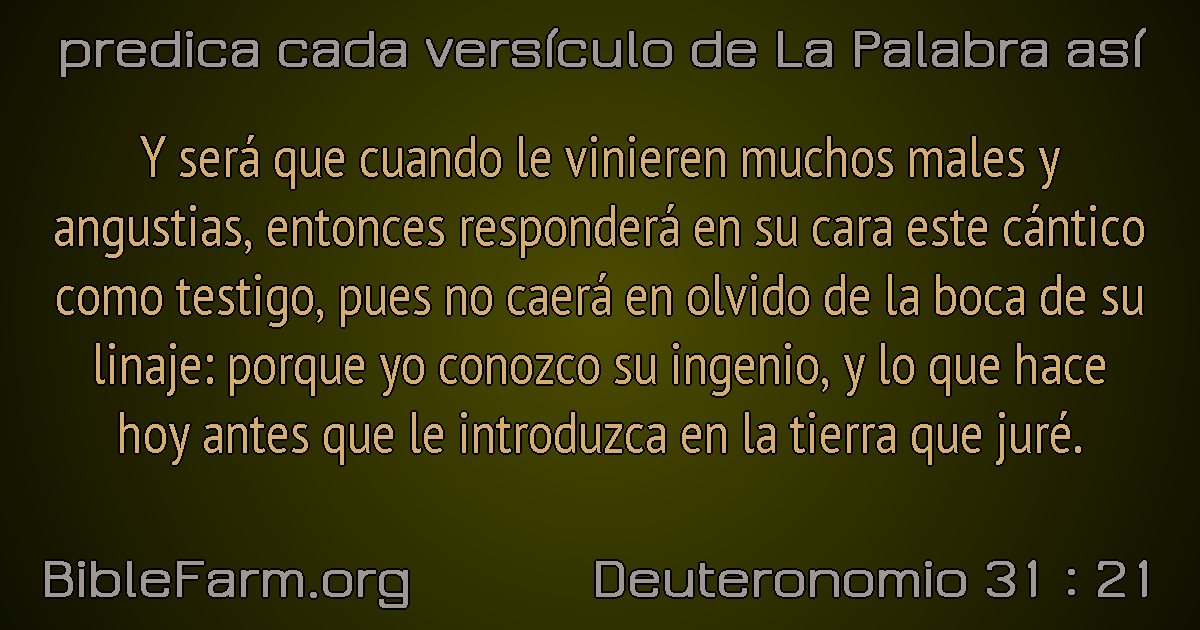 predica cada versículo de La Palabra así
Y será que cuando le vinieren muchos males y
angustias, entonces responderá en su cara este cántico
como testigo, pues no caerá en olvido de la boca de su
linaje: porque yo conozco su ingenio, y lo que hace
hoy antes que le introduzca en la tierra que juré.
BibleFarm.org
Deuteronomio 31 : 21